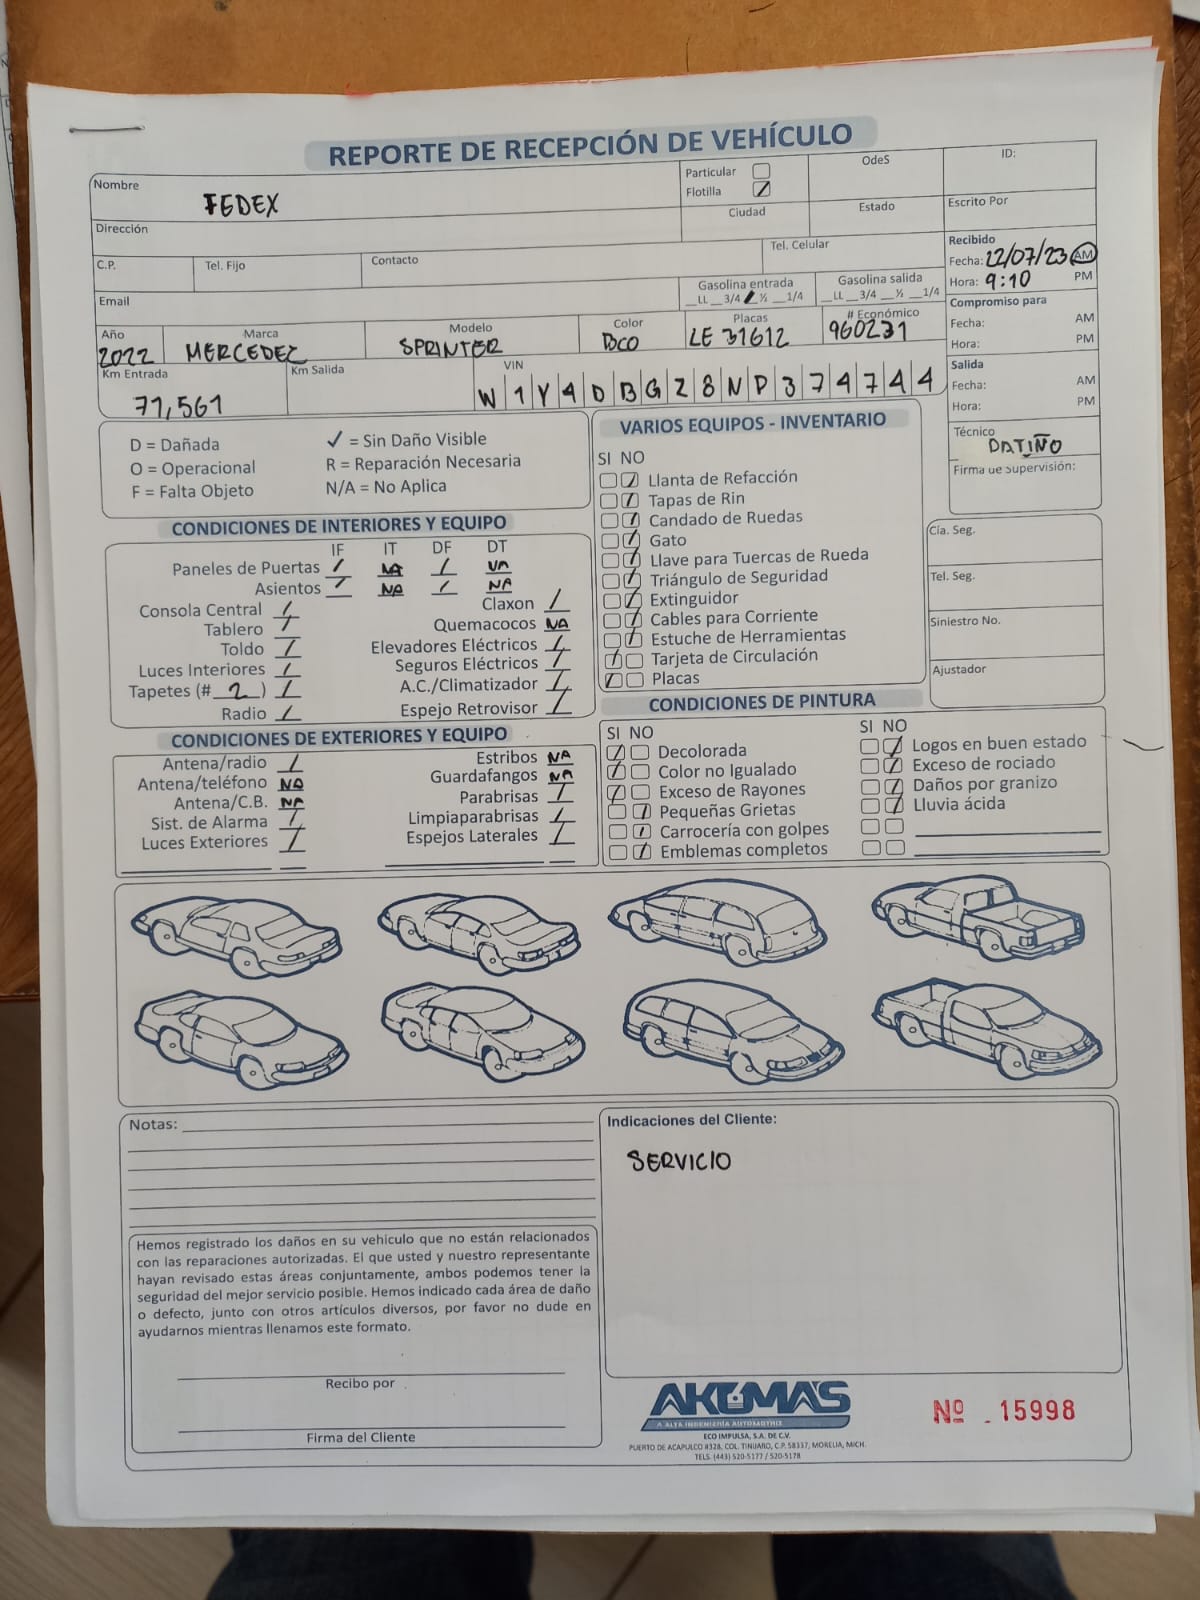 REPORTE DE RECEPCIÓN DE VEHÍCULO
Nombre FEDEX
Particular
Flotilla
OdeS
ID:
Dirección
Ciudad
Estado
Escrito Por
C.P.
Tel. Fijo
Contacto
Tel. Celular
Recibido
Fecha: 12/07/23 AM
Hora: 9:10 PM
Email
Gasolina entrada
__LL __3/4 __½ __1/4
Gasolina salida
__LL __3/4 __½ __1/4
Compromiso para
Fecha: AM
Hora: PM
Año 2022
Marca MERCEDEZ
Modelo SPRINTER
Color BCO
Placas LE 31612
# Económico 960231
Km Entrada 71,561
Km Salida
VIN W1Y4DBGZ8NP374744
Salida
Fecha: AM
Hora: PM
Técnico
PATIÑO
Firma de Supervisión:
D = Dañada
O = Operacional
F = Falta Objeto
✓ = Sin Daño Visible
R = Reparación Necesaria
N/A = No Aplica
CONDICIONES DE INTERIORES Y EQUIPO
IF IT DF DT
Paneles de Puertas / NA / NA
Asientos / NA / NA
Consola Central /
Tablero /
Toldo /
Luces Interiores /
Tapetes (# 2 ) /
Radio /
Claxon /
Quemacocos NA
Elevadores Eléctricos /
Seguros Eléctricos /
A.C./Climatizador /
Espejo Retrovisor /
CONDICIONES DE EXTERIORES Y EQUIPO
Antena/radio /
Antena/teléfono NA
Antena/C.B. NA
Sist. de Alarma /
Luces Exteriores /
Estribos NA
Guardafangos NA
Parabrisas /
Limpiaparabrisas /
Espejos Laterales /
VARIOS EQUIPOS - INVENTARIO
SI NO
Llanta de Refacción
Tapas de Rin
Candado de Ruedas
Gato
Llave para Tuercas de Rueda
Triángulo de Seguridad
Extinguidor
Cables para Corriente
Estuche de Herramientas
Tarjeta de Circulación
Placas
Cía. Seg.
Tel. Seg.
Siniestro No.
Ajustador
CONDICIONES DE PINTURA
SI NO
Decolorada
Color no Igualado
Exceso de Rayones
Pequeñas Grietas
Carrocería con golpes
Emblemas completos
SI NO
Logos en buen estado
Exceso de rociado
Daños por granizo
Lluvia ácida
Notas:
Indicaciones del Cliente:
SERVICIO
Hemos registrado los daños en su vehiculo que no están relacionados
con las reparaciones autorizadas. El que usted y nuestro representante
hayan revisado estas áreas conjuntamente, ambos podemos tener la
seguridad del mejor servicio posible. Hemos indicado cada área de daño
o defecto, junto con otros artículos diversos, por favor no dude en
ayudarnos mientras llenamos este formato.
Recibo por
Firma del Cliente
AKUMA'S
ALTA INGENIERÍA AUTOMOTRIZ
ECO IMPULSA, S.A. DE C.V.
PUERTO DE ACAPULCO #328, COL. TINIJARO, C.P. 58337, MORELIA, MICH.
TELS. (443) 520-5177 / 520-5178
Nº 15998